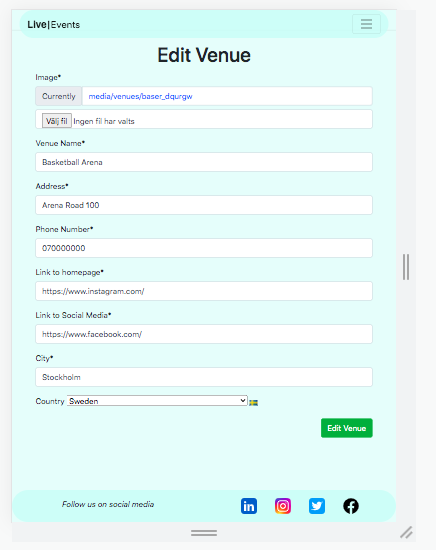 Live|Events
Edit Venue
Image*
Currently media/venues/baser_dqurgw
Välj fil Ingen fil har valts
Venue Name*
Basketball Arena
Address*
Arena Road 100
Phone Number*
070000000
Link to homepage*
https://www.instagram.com/
Link to Social Media*
https://www.facebook.com/
City*
Stockholm
Country Sweden
Edit Venue
Follow us on social media